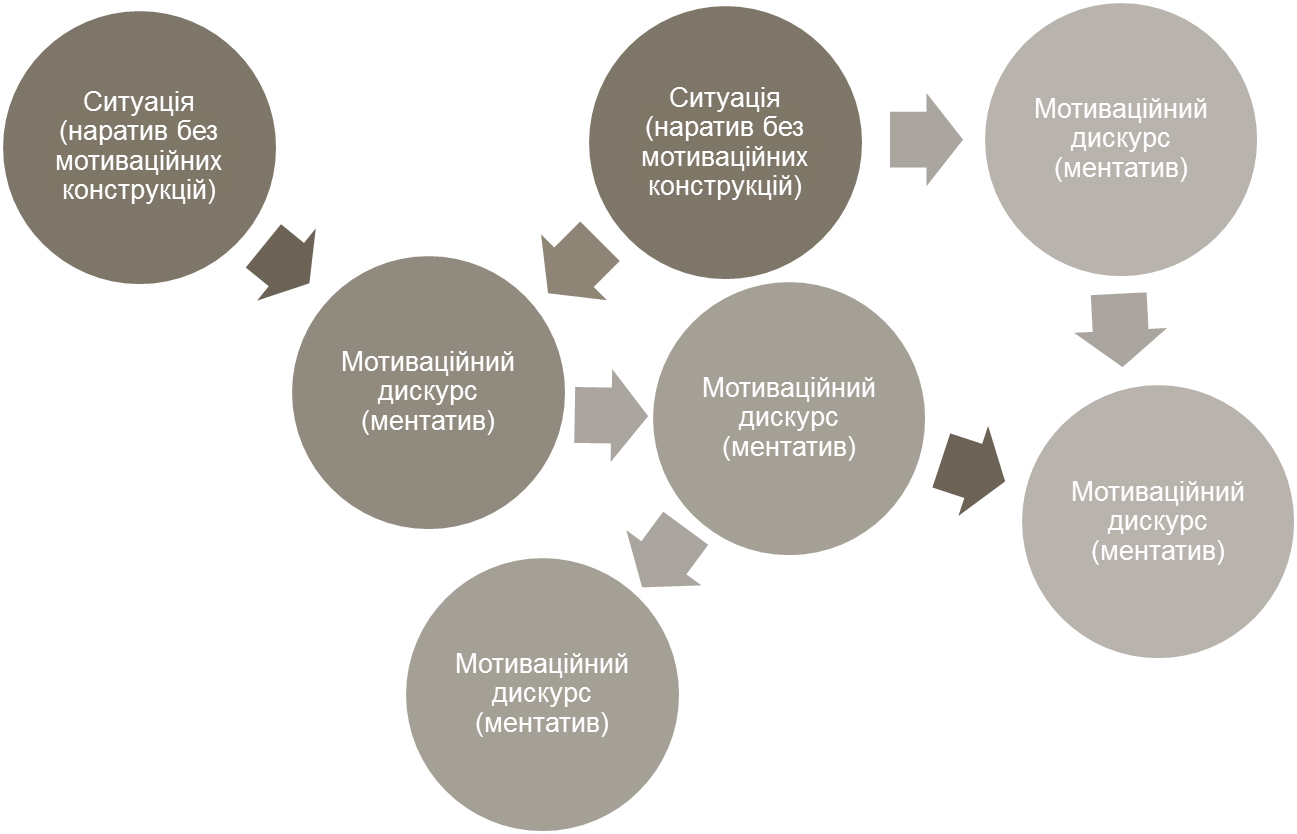 Ситуація
(наратив без
мотиваційних
конструкцій)
Ситуація
(наратив без
мотиваційних
конструкцій)
Мотиваційний
дискурс
(ментатив)
Мотиваційний
дискурс
(ментатив)
Мотиваційний
дискурс
(ментатив)
Мотиваційний
дискурс
(ментатив)
Мотиваційний
дискурс
(ментатив)